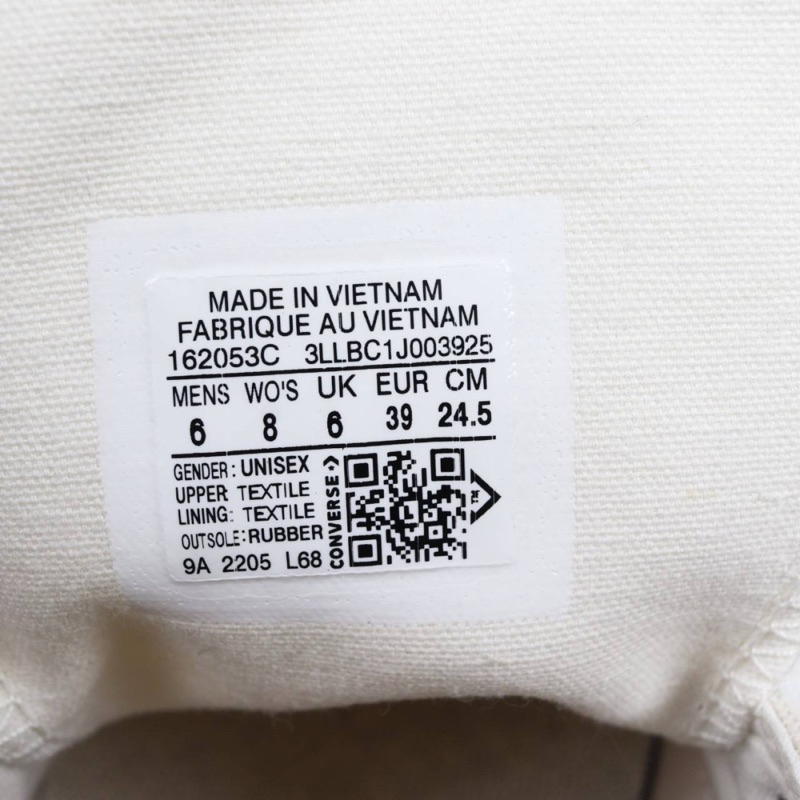 MADE IN VIETNAM
FABRIQUE AU VIETNAM
162053C 3LLBC1J003925
MENS WO'S UK EUR CM
6 8 6 39 24.5
GENDER: UNISEX
UPPER TEXTILE
LINING: TEXTILE
OUTSOLE: RUBBER
9A 2205 L68
CONVERSE
TM